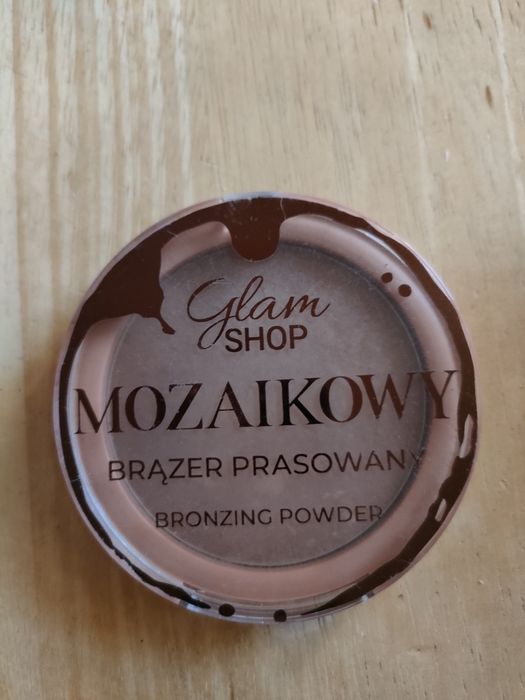 Glam
SHOP
MOZAIKOWY
BRĄZER PRASOWANY
BRONZING POWDER